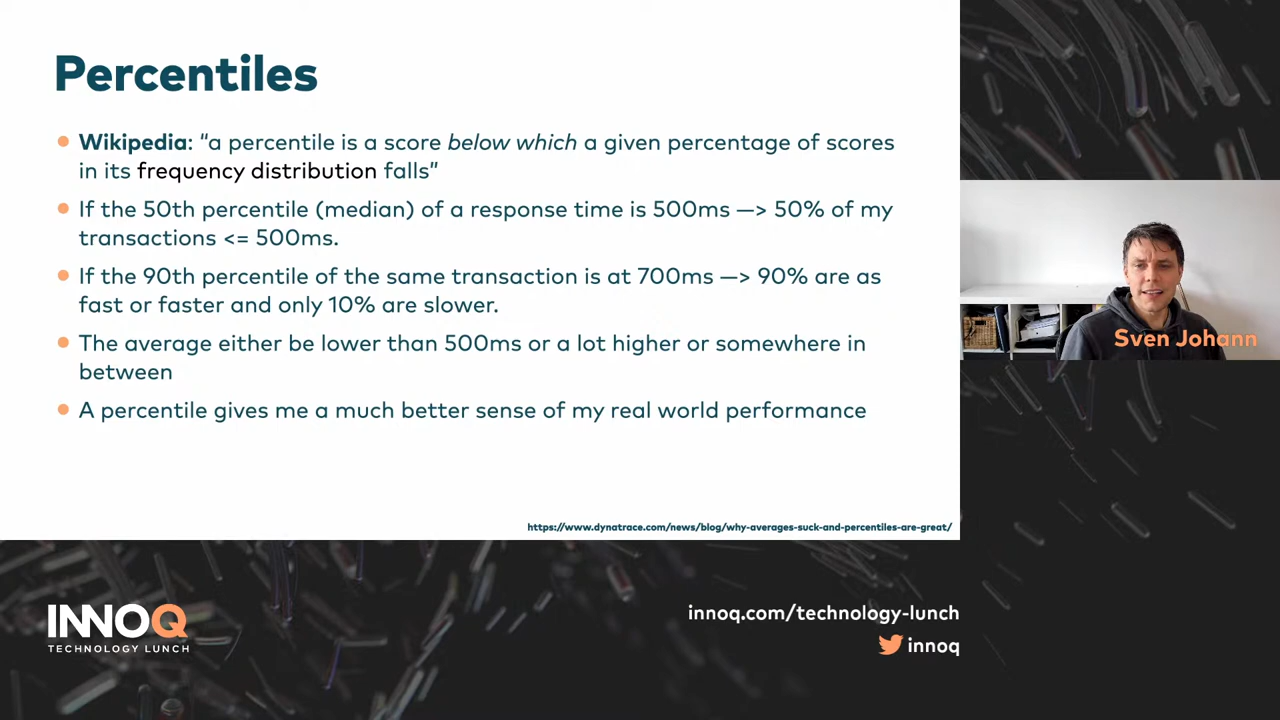 Percentiles
Wikipedia: “a percentile is a score below which a given percentage of scores
in its frequency distribution falls”
If the 50th percentile (median) of a response time is 500ms —> 50% of my
transactions <= 500ms.
If the 90th percentile of the same transaction is at 700ms —> 90% are as
fast or faster and only 10% are slower.
The average either be lower than 500ms or a lot higher or somewhere in
between
A percentile gives me a much better sense of my real world performance
https://www.dynatrace.com/news/blog/why-averages-suck-and-percentiles-are-great/
Sven Johann
INNOQ
TECHNOLOGY LUNCH
innoq.com/technology-lunch
innoq